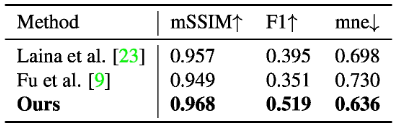 Method mSSIM↑ F1↑ mne↓
Laina et al. [23] 0.957 0.395 0.698
Fu et al. [9] 0.949 0.351 0.730
Ours 0.968 0.519 0.636